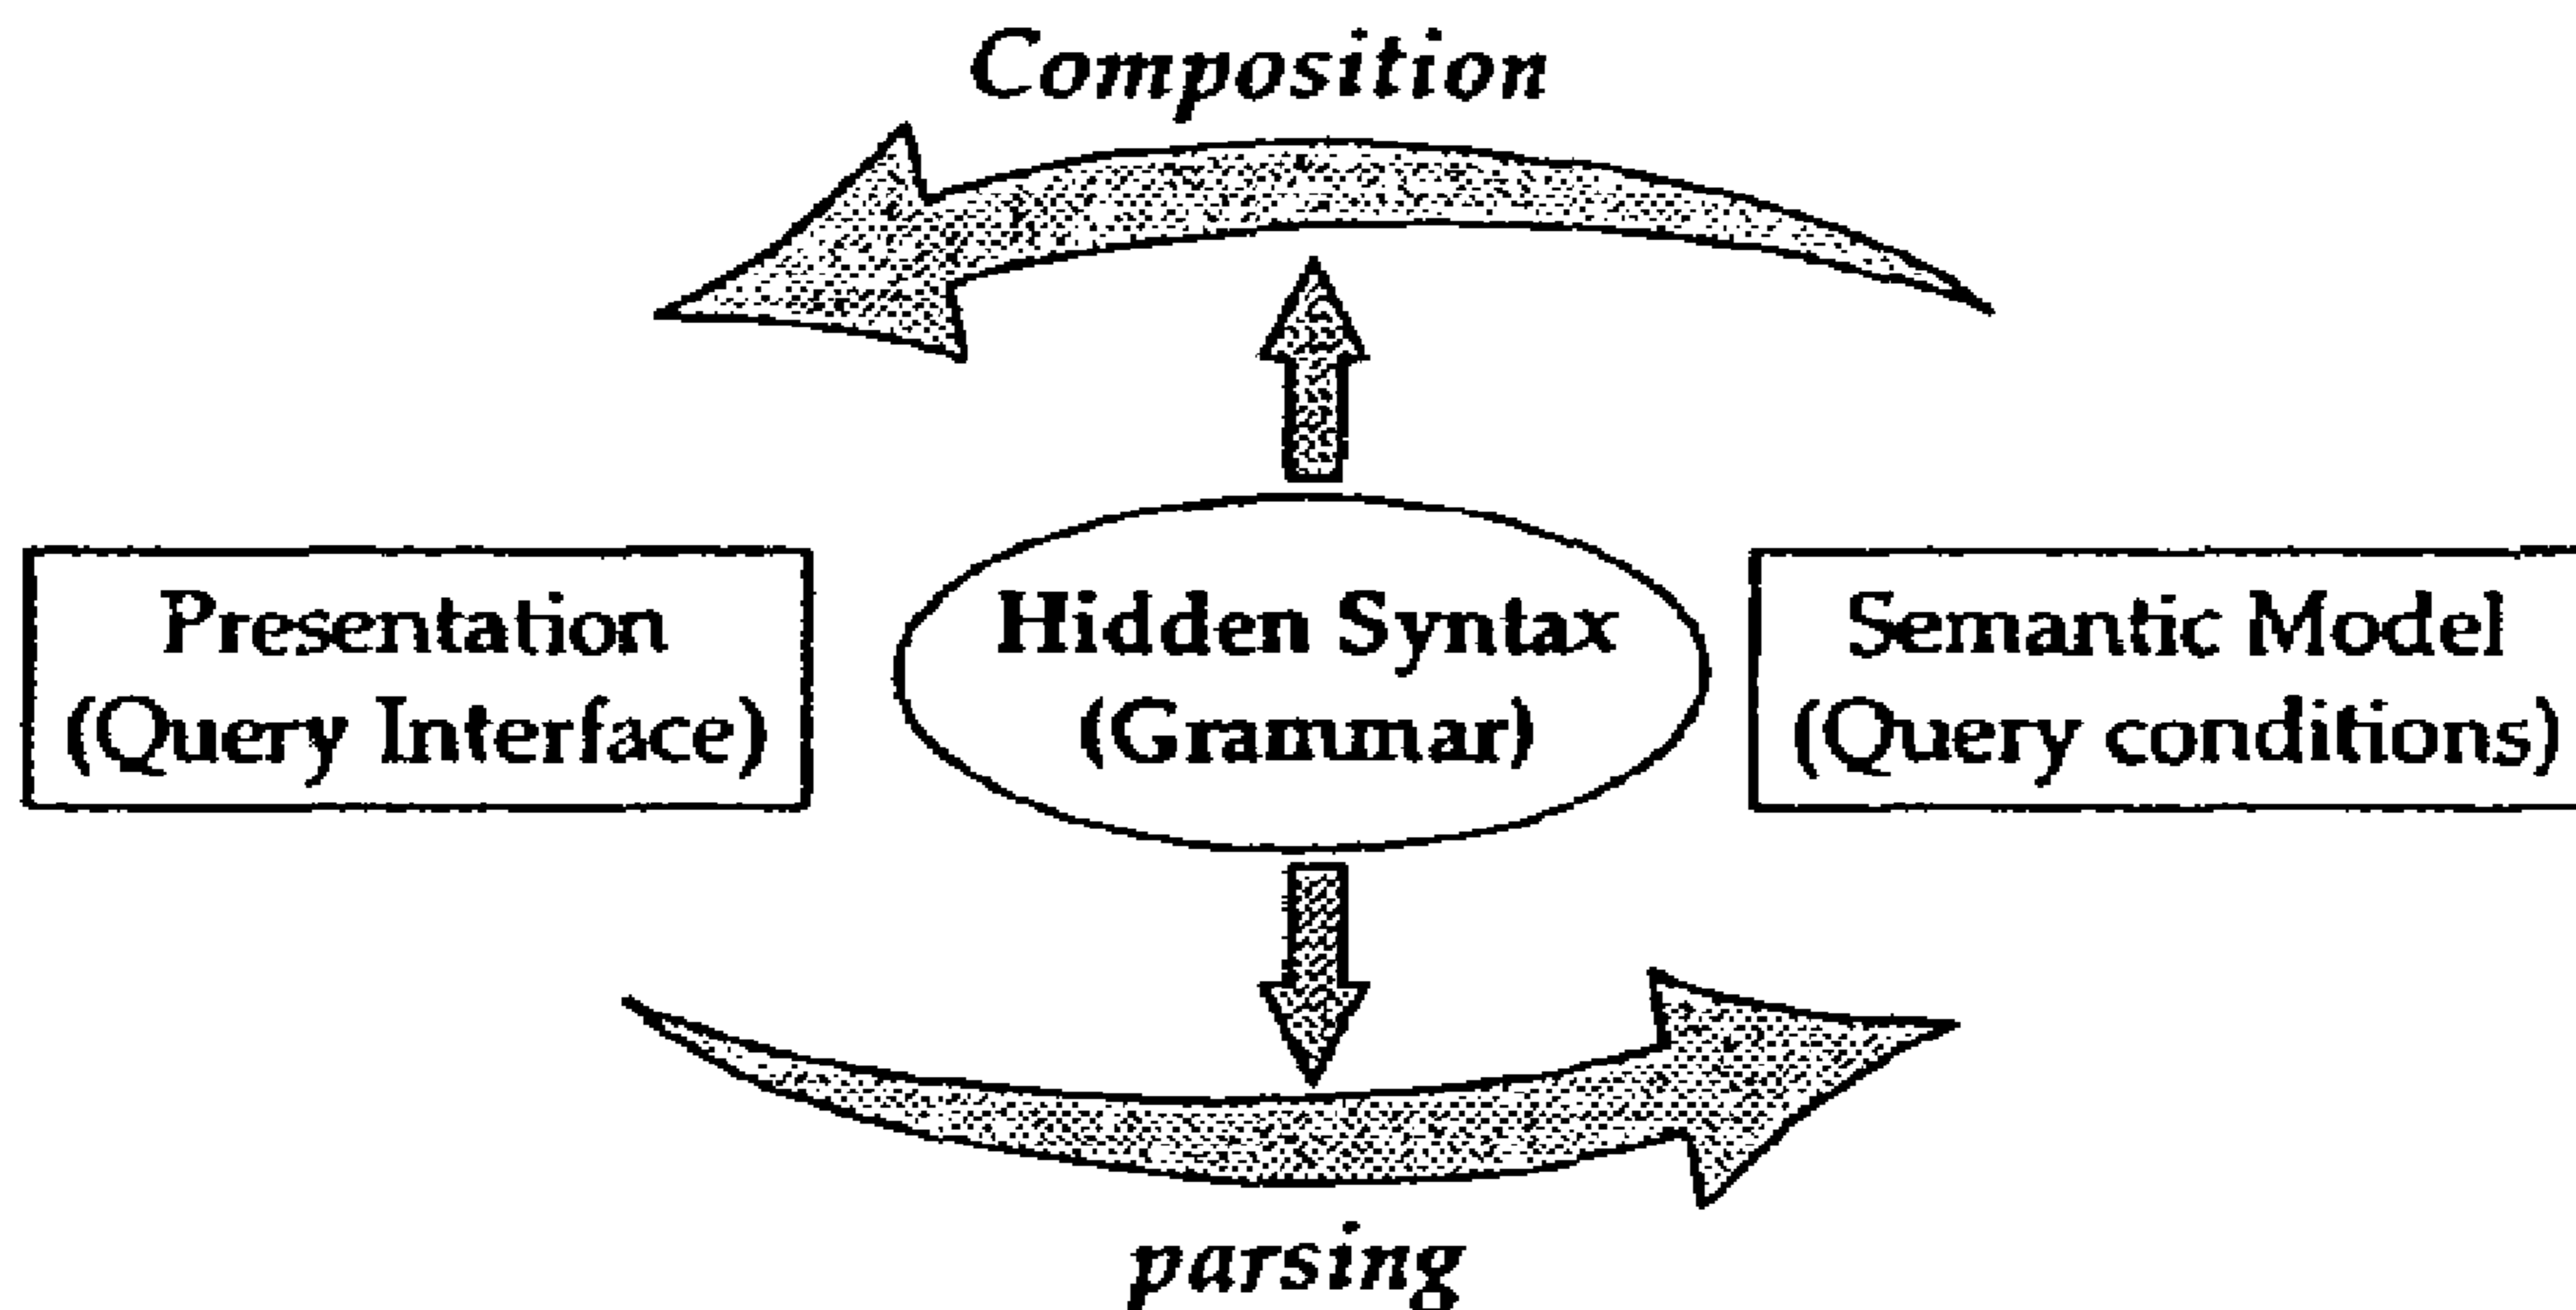 Composition
Presentation
(Query Interface)
Hidden Syntax
(Grammar)
Semantic Model
(Query conditions)
parsing